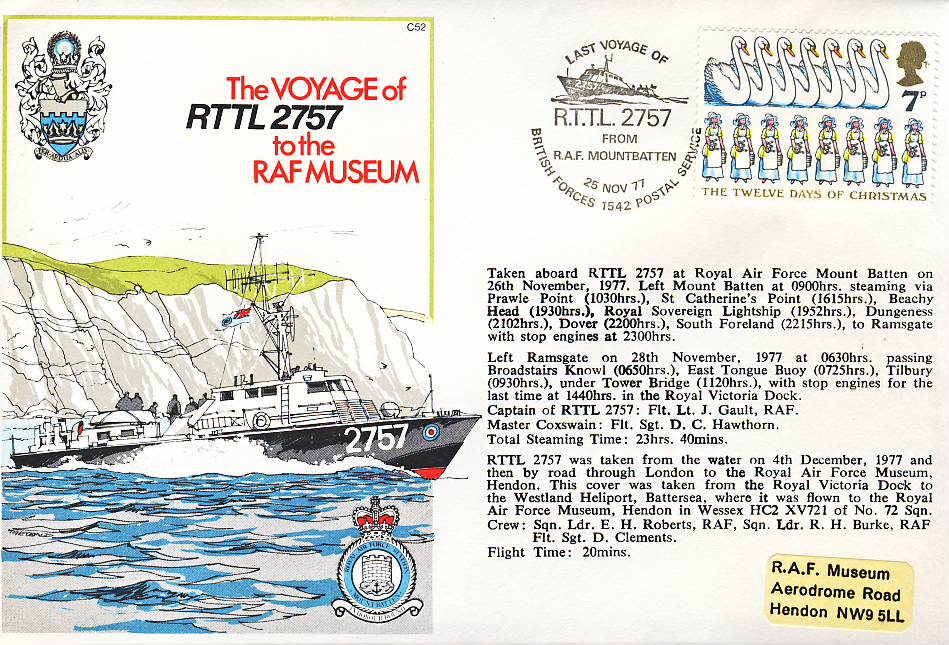 C52
The VOYAGE of
RTTL 2757
to the
RAF MUSEUM
PER ARDUA ALIS
LAST VOYAGE OF
2757
R.T.T.L. 2757
FROM
R.A.F. MOUNTBATTEN
25 NOV 77
BRITISH FORCES 1542 POSTAL SERVICE
7P
THE TWELVE DAYS OF CHRISTMAS
Taken aboard RTTL 2757 at Royal Air Force Mount Batten on
26th November, 1977. Left Mount Batten at 0900hrs. steaming via
Prawle Point (1030hrs.), St Catherine's Point (1615hrs.), Beachy
Head (1930hrs.), Royal Sovereign Lightship (1952hrs.), Dungeness
(2102hrs.), Dover (2200hrs.), South Foreland (2215hrs.), to Ramsgate
with stop engines at 2300hrs.
Left Ramsgate on 28th November, 1977 at 0630hrs. passing
Broadstairs Knowl (0650hrs.), East Tongue Buoy (0725hrs.), Tilbury
(0930hrs.), under Tower Bridge (1120hrs.), with stop engines for the
last time at 1440hrs. in the Royal Victoria Dock.
Captain of RTTL 2757: Flt. Lt. J. Gault, RAF.
Master Coxswain: Flt. Sgt. D. C. Hawthorn.
Total Steaming Time: 23hrs. 40mins.
RTTL 2757 was taken from the water on 4th December, 1977 and
then by road through London to the Royal Air Force Museum,
Hendon. This cover was taken from the Royal Victoria Dock to
the Westland Heliport, Battersea, where it was flown to the Royal
Air Force Museum, Hendon in Wessex HC2 XV721 of No. 72 Sqn.
Crew: Sqn. Ldr. E. H. Roberts, RAF, Sqn. Ldr. R. H. Burke, RAF
Flt. Sgt. D. Clements.
Flight Time: 20mins.
2757
ROYAL AIR FORCE STATION
MOUNT BATTEN
R.A.F. Museum
Aerodrome Road
Hendon NW9 5LL